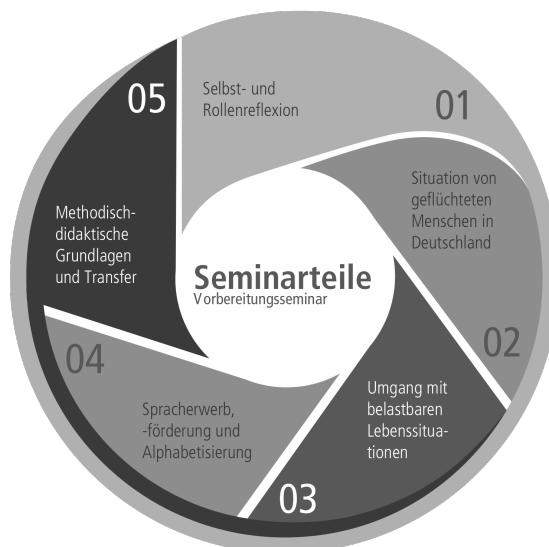 Seminarteile
Vorbereitungsseminar
01
Selbst- und
Rollenreflexion
02
Situation von
geflüchteten
Menschen in
Deutschland
03
Umgang mit
belastbaren
Lebenssitua-
tionen
04
Spracherwerb,
-förderung und
Alphabetisierung
05
Methodisch-
didaktische
Grundlagen
und Transfer